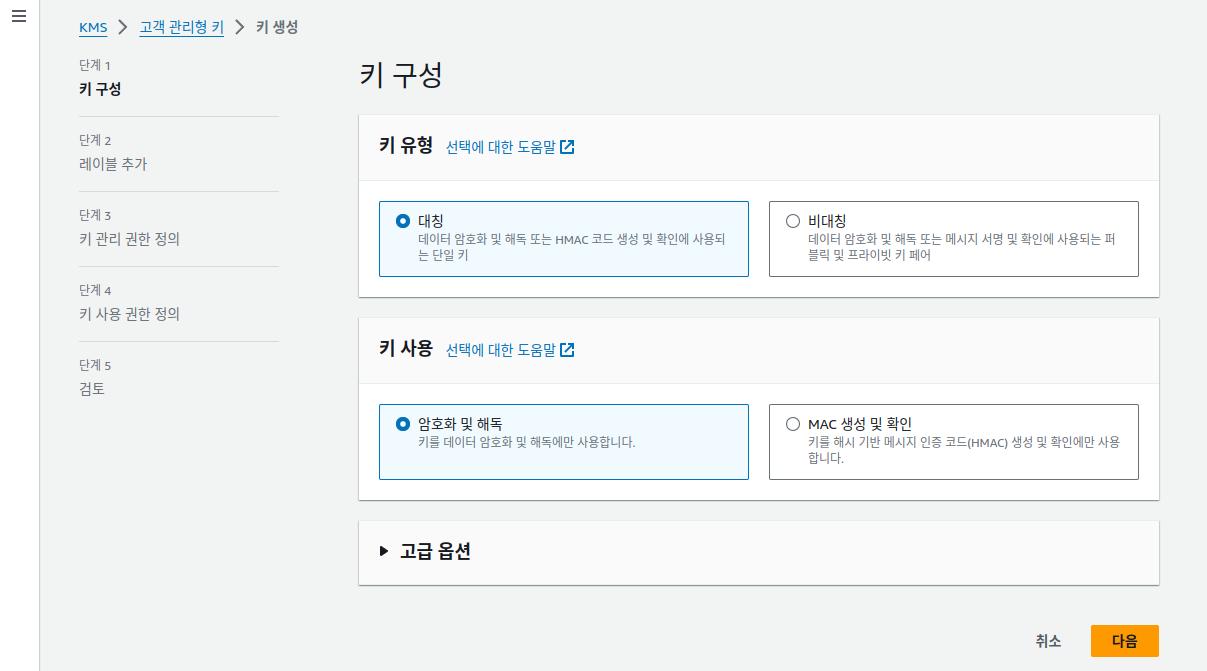 KMS > 고객 관리형 키 > 키 생성
단계 1
키 구성
단계 2
레이블 추가
단계 3
키 관리 권한 정의
단계 4
키 사용 권한 정의
단계 5
검토
키 구성
키 유형 선택에 대한 도움말
대칭
데이터 암호화 및 해독 또는 HMAC 코드 생성 및 확인에 사용되
는 단일 키
비대칭
데이터 암호화 및 해독 또는 메시지 서명 및 확인에 사용되는 퍼
블릭 및 프라이빗 키 페어
키 사용 선택에 대한 도움말
암호화 및 해독
키를 데이터 암호화 및 해독에만 사용합니다.
MAC 생성 및 확인
키를 해시 기반 메시지 인증 코드(HMAC) 생성 및 확인에만 사용
합니다.
고급 옵션
취소 다음